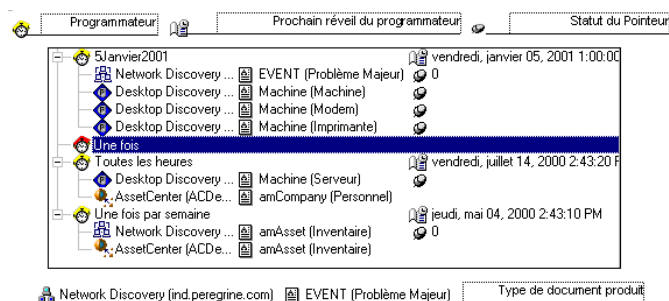 Programmateur Prochain réveil du programmateur Statut du Pointeur
5Janvier2001 vendredi, janvier 05, 2001 1:00:00
Network Discovery ... EVENT (Problème Majeur) 0
Desktop Discovery ... Machine (Machine)
Desktop Discovery ... Machine (Modem)
Desktop Discovery ... Machine (Imprimante)
Une fois
Toutes les heures vendredi, juillet 14, 2000 2:43:20 P
Desktop Discovery ... Machine (Serveur)
AssetCenter (ACDe... amCompany (Personnel)
Une fois par semaine jeudi, mai 04, 2000 2:43:10 PM
Network Discovery ... amAsset (Inventaire) 0
AssetCenter (ACDe... amAsset (Inventaire)
Network Discovery (ind.peregrine.com) EVENT (Problème Majeur) Type de document produit